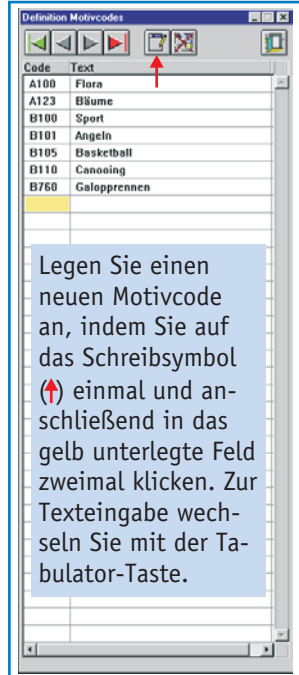 Definition Motivcodes
Code Text
A100 Flora
A123 Bäume
B100 Sport
B101 Angeln
B105 Basketball
B110 Canooing
B760 Galopprennen
Legen Sie einen
neuen Motivcode
an, indem Sie auf
das Schreibsymbol
(↑) einmal und an-
schließend in das
gelb unterlegte Feld
zweimal klicken. Zur
Texteingabe wech-
seln Sie mit der Ta-
bulator-Taste.